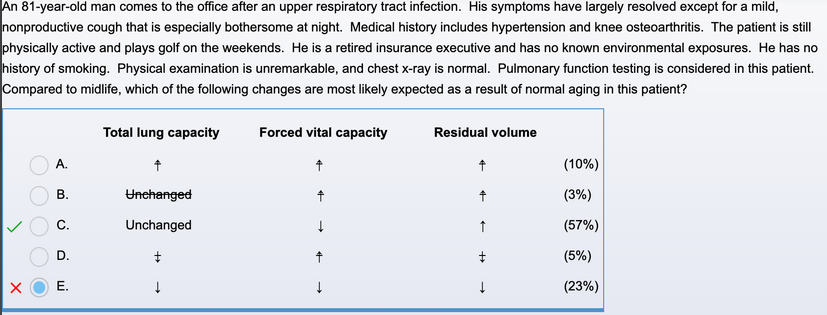 An 81-year-old man comes to the office after an upper respiratory tract infection.  His symptoms have largely resolved except for a mild,
nonproductive cough that is especially bothersome at night.  Medical history includes hypertension and knee osteoarthritis.  The patient is still
physically active and plays golf on the weekends.  He is a retired insurance executive and has no known environmental exposures.  He has no
history of smoking.  Physical examination is unremarkable, and chest x-ray is normal.  Pulmonary function testing is considered in this patient.
Compared to midlife, which of the following changes are most likely expected as a result of normal aging in this patient?
Total lung capacity Forced vital capacity Residual volume
A. ↑ ↑ ↑ (10%)
B. Unchanged ↑ ↑ (3%)
C. Unchanged ↓ ↑ (57%)
D. ↓ ↑ ↓ (5%)
E. ↓ ↓ ↓ (23%)